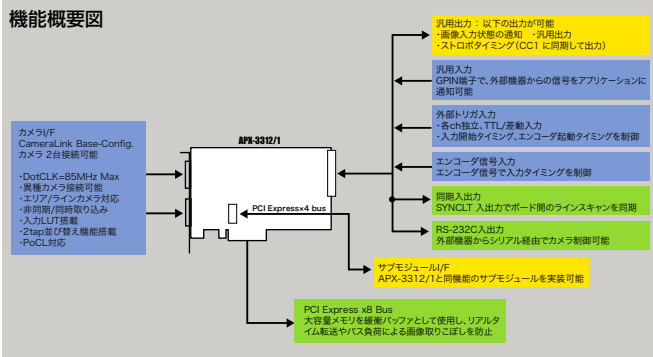 機能概要図
汎用出力：以下の出力が可能
・画像入力状態の通知　・汎用出力
・ストロボタイミング（CC1 に同期して出力）
汎用入力
GPIN端子で、外部機器からの信号をアプリケーションに
通知可能
外部トリガ入力
・各ch独立、TTL/差動入力
・入力開始タイミング、エンコーダ起動タイミングを制御
エンコーダ信号入力
エンコーダ信号で入力タイミングを制御
同期入出力
SYNCLT 入出力でボード間のラインスキャンを同期
RS-232C入出力
外部機器からシリアル経由でカメラ制御可能
カメラI/F
CameraLink Base-Config.
カメラ 2台接続可能
・DotCLK=85MHz Max
・異種カメラ接続可能
・エリア/ラインカメラ対応
・非同期/同時取り込み
・入力LUT搭載
・2tap並び替え機能搭載
・PoCL対応
APX-3312/1
PCI Express×4 bus
サブモジュールI/F
APX-3312/1と同機能のサブモジュールを実装可能
PCI Express x8 Bus
大容量メモリを緩衝バッファとして使用し、リアルタ
イム転送やバス負荷による画像取りこぼしを防止